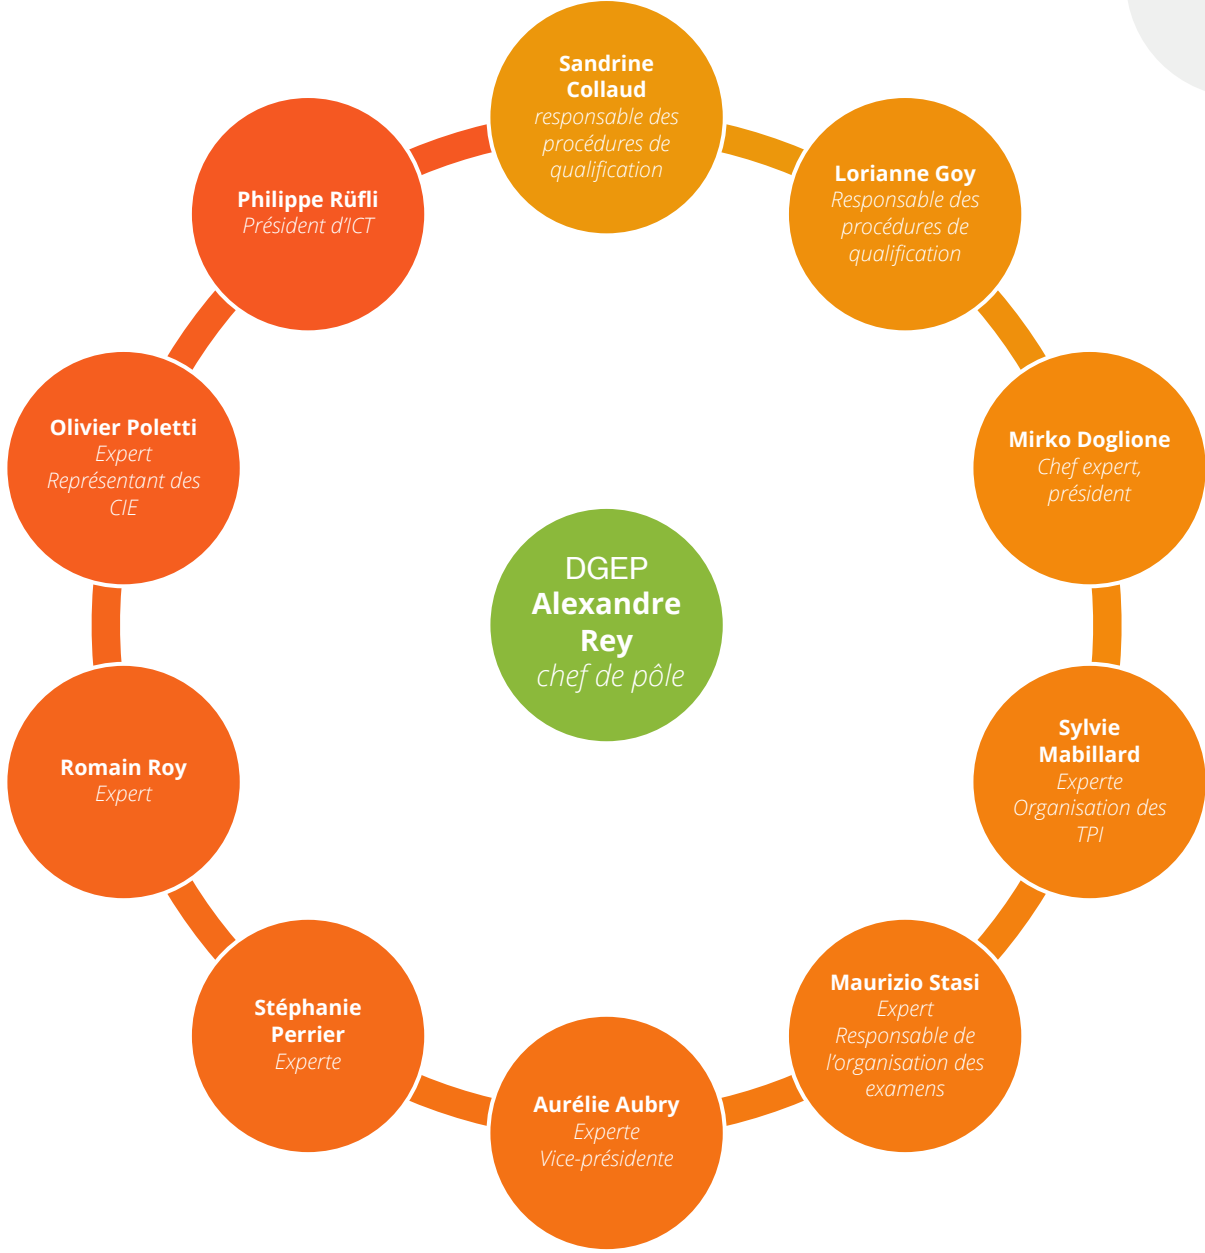 Sandrine
Collaud
responsable des
procédures de
qualification
Lorianne Goy
Responsable des
procédures de
qualification
Mirko Doglione
Chef expert,
président
Sylvie
Mabillard
Experte
Organisation des
TPI
Maurizio Stasi
Expert
Responsable de
l'organisation des
examens
Aurélie Aubry
Experte
Vice-présidente
Stéphanie
Perrier
Experte
Romain Roy
Expert
Olivier Poletti
Expert
Représentant des
CIE
Philippe Rüfli
Président d'ICT
DGEP
Alexandre
Rey
chef de pôle